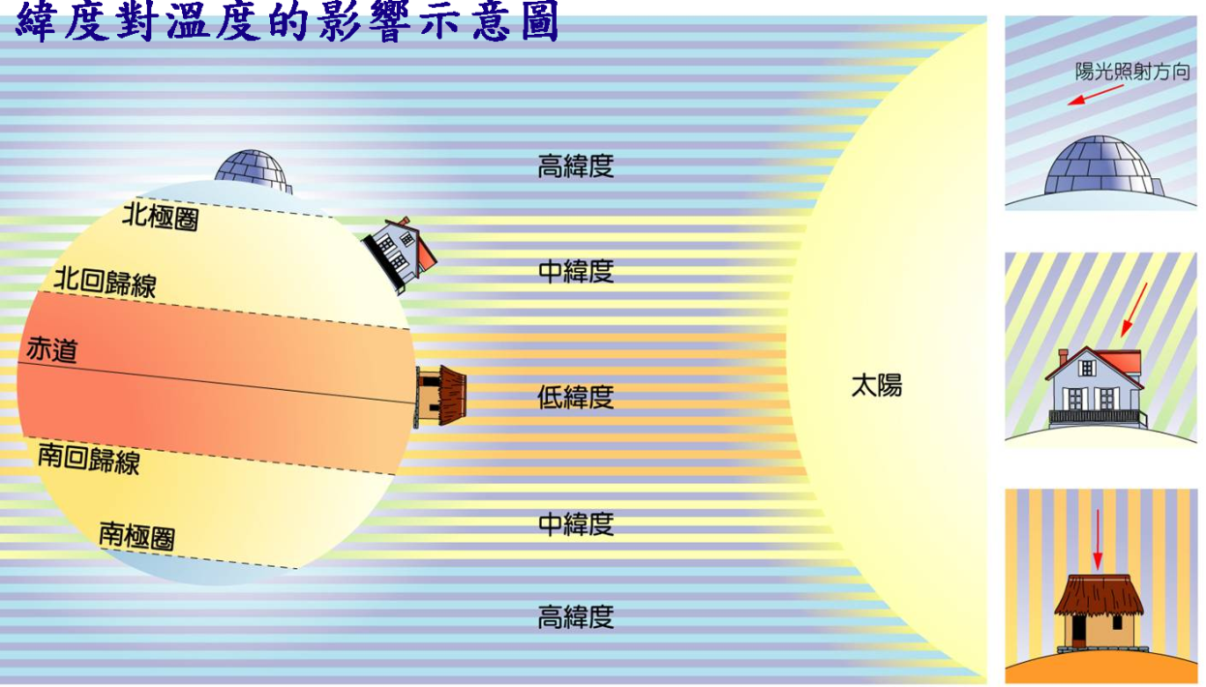 緯度對溫度的影響示意圖
陽光照射方向
高緯度
北極圈
中緯度
北回歸線
赤道
太陽
低緯度
南回歸線
中緯度
南極圈
高緯度